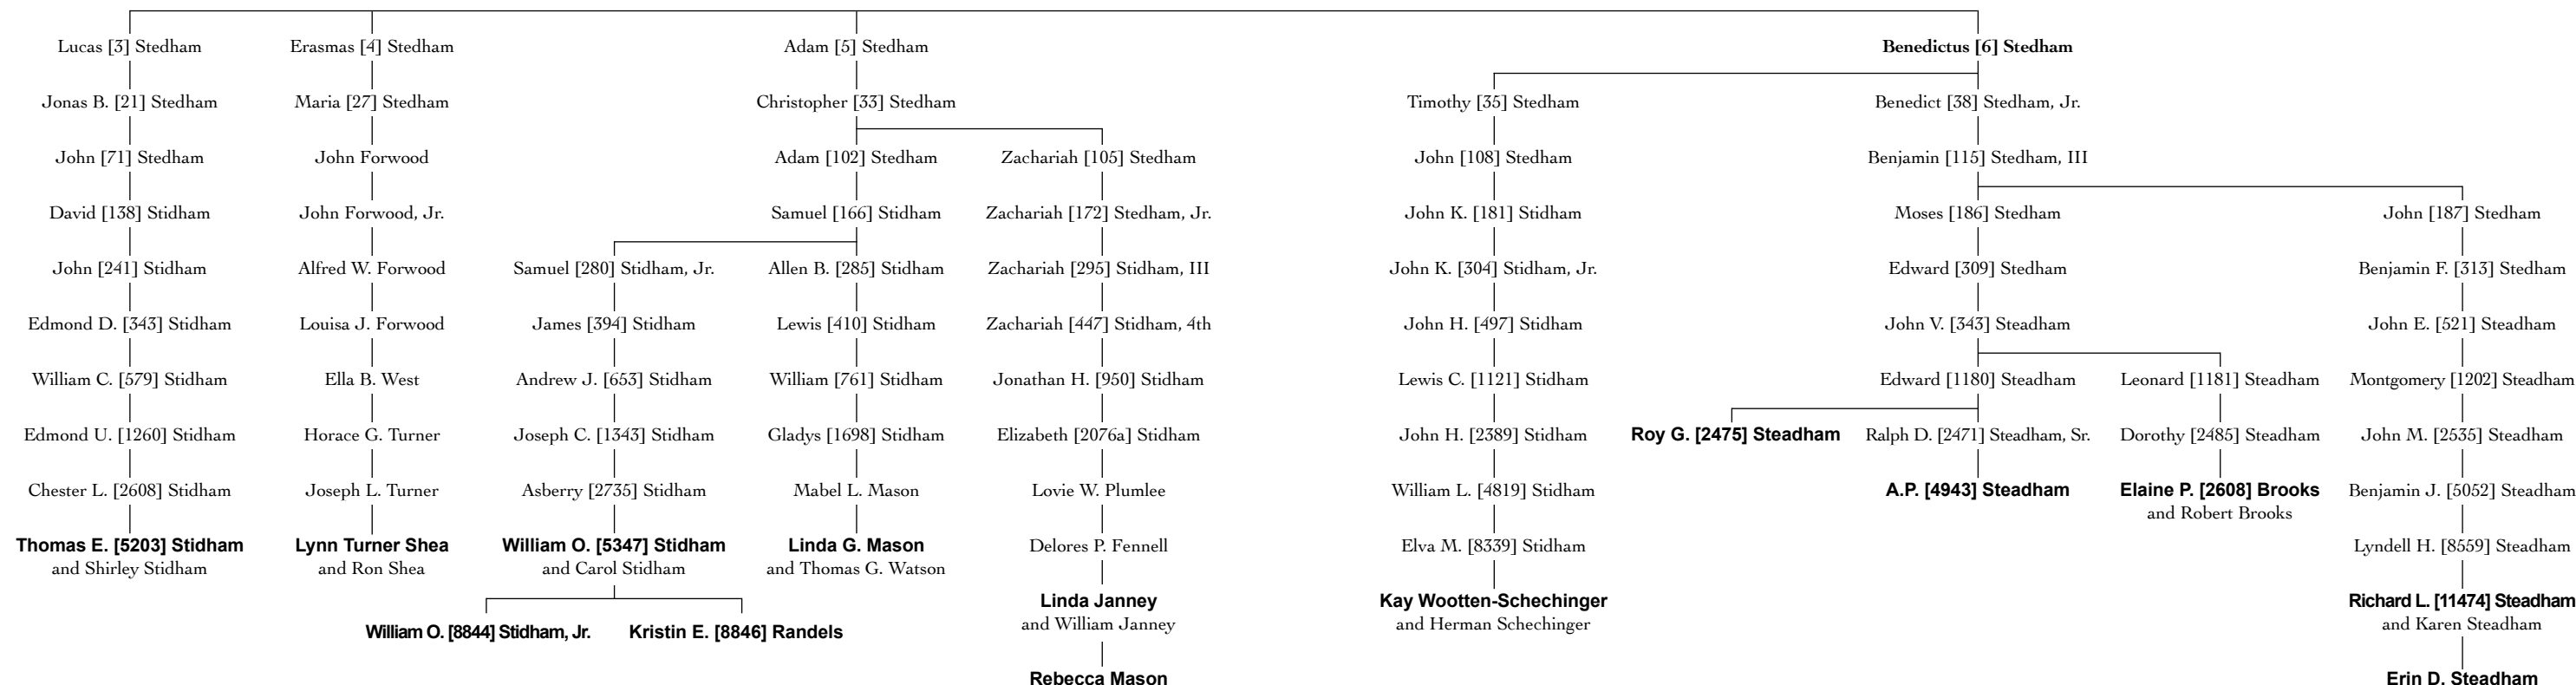 Lucas [3] Stedham
Erasmas [4] Stedham
Adam [5] Stedham
Benedictus [6] Stedham
Jonas B. [21] Stedham
Maria [27] Stedham
Christopher [33] Stedham
Timothy [35] Stedham
Benedict [38] Stedham, Jr.
John [71] Stedham
John Forwood
Adam [102] Stedham
Zachariah [105] Stedham
John [108] Stedham
Benjamin [115] Stedham, III
David [138] Stidham
John Forwood, Jr.
Samuel [166] Stidham
Zachariah [172] Stedham, Jr.
John K. [181] Stidham
Moses [186] Stedham
John [187] Stedham
John [241] Stidham
Alfred W. Forwood
Samuel [280] Stidham, Jr.
Allen B. [285] Stidham
Zachariah [295] Stidham, III
John K. [304] Stidham, Jr.
Edward [309] Stedham
Benjamin F. [313] Stedham
Edmond D. [343] Stidham
Louisa J. Forwood
James [394] Stidham
Lewis [410] Stidham
Zachariah [447] Stidham, 4th
John H. [497] Stidham
John V. [343] Steadham
John E. [521] Steadham
William C. [579] Stidham
Ella B. West
Andrew J. [653] Stidham
William [761] Stidham
Jonathan H. [950] Stidham
Lewis C. [1121] Stidham
Edward [1180] Steadham
Leonard [1181] Steadham
Montgomery [1202] Steadham
Edmond U. [1260] Stidham
Horace G. Turner
Joseph C. [1343] Stidham
Gladys [1698] Stidham
Elizabeth [2076a] Stidham
John H. [2389] Stidham
Roy G. [2475] Steadham
Ralph D. [2471] Steadham, Sr.
Dorothy [2485] Steadham
John M. [2535] Steadham
Chester L. [2608] Stidham
Joseph L. Turner
Asberry [2735] Stidham
Mabel L. Mason
Lovie W. Plumlee
William L. [4819] Stidham
A.P. [4943] Steadham
Elaine P. [2608] Brooks
and Robert Brooks
Benjamin J. [5052] Steadham
Thomas E. [5203] Stidham
and Shirley Stidham
Lynn Turner Shea
and Ron Shea
William O. [5347] Stidham
and Carol Stidham
Linda G. Mason
and Thomas G. Watson
Delores P. Fennell
Elva M. [8339] Stidham
Lyndell H. [8559] Steadham
William O. [8844] Stidham, Jr.
Kristin E. [8846] Randels
Linda Janney
and William Janney
Kay Wootten-Schechinger
and Herman Schechinger
Richard L. [11474] Steadham
and Karen Steadham
Rebecca Mason
Erin D. Steadham